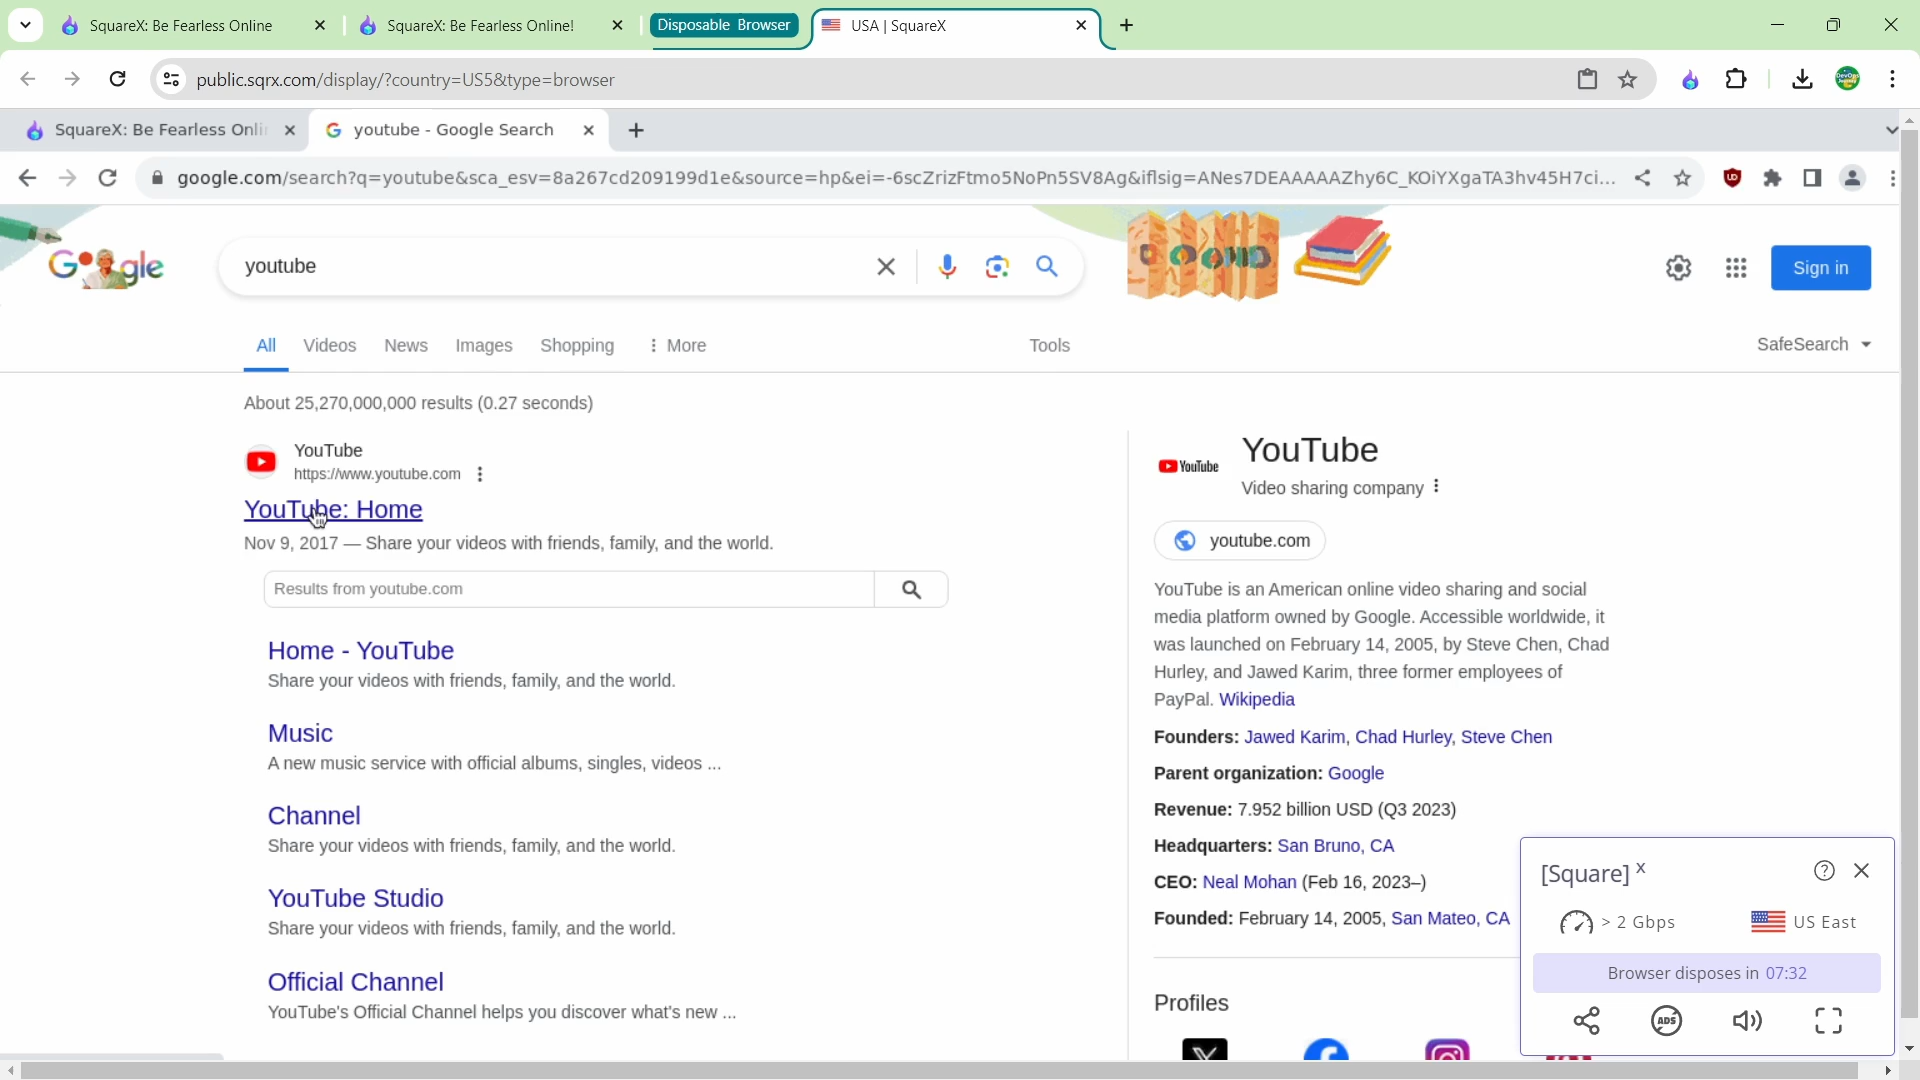 SquareX: Be Fearless Online
SquareX: Be Fearless Online!
Disposable Browser
USA | SquareX
public.sqrx.com/display/?country=US5&type=browser
SquareX: Be Fearless Onli
youtube - Google Search
google.com/search?q=youtube&sca_esv=8a267cd209199d1e&source=hp&ei=-6scZrizFtmo5NoPn5SV8Ag&iflsig=ANes7DEAAAAAZhy6C_KOiYXgaTA3hv45H7ci...
Google
youtube
Sign in
All
Videos
News
Images
Shopping
More
Tools
SafeSearch
About 25,270,000,000 results (0.27 seconds)
YouTube
https://www.youtube.com
YouTube: Home
Nov 9, 2017 — Share your videos with friends, family, and the world.
Results from youtube.com
Home - YouTube
Share your videos with friends, family, and the world.
Music
A new music service with official albums, singles, videos ...
Channel
Share your videos with friends, family, and the world.
YouTube Studio
Share your videos with friends, family, and the world.
Official Channel
YouTube's Official Channel helps you discover what's new ...
YouTube
YouTube
Video sharing company
youtube.com
YouTube is an American online video sharing and social
media platform owned by Google. Accessible worldwide, it
was launched on February 14, 2005, by Steve Chen, Chad
Hurley, and Jawed Karim, three former employees of
PayPal. Wikipedia
Founders: Jawed Karim, Chad Hurley, Steve Chen
Parent organization: Google
Revenue: 7.952 billion USD (Q3 2023)
Headquarters: San Bruno, CA
CEO: Neal Mohan (Feb 16, 2023–)
Founded: February 14, 2005, San Mateo, CA
Profiles
[Square] x
> 2 Gbps
US East
Browser disposes in 07:32
ADS